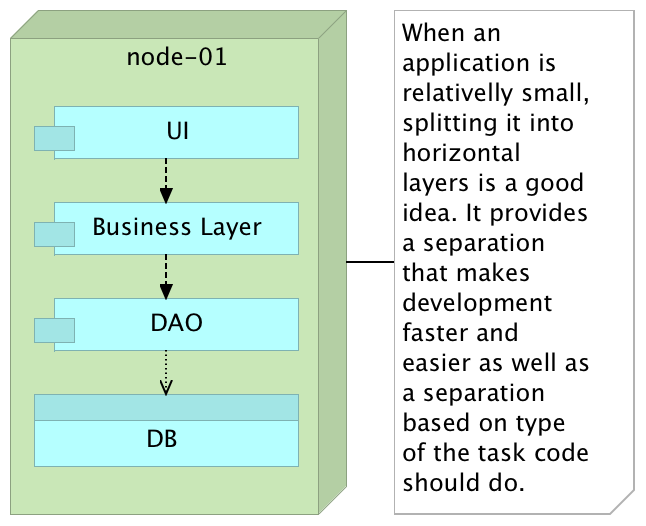 node-01
UI
Business Layer
DAO
DB
When an
application is
relativelly small,
splitting it into
horizontal
layers is a good
idea. It provides
a separation
that makes
development
faster and
easier as well as
a separation
based on type
of the task code
should do.